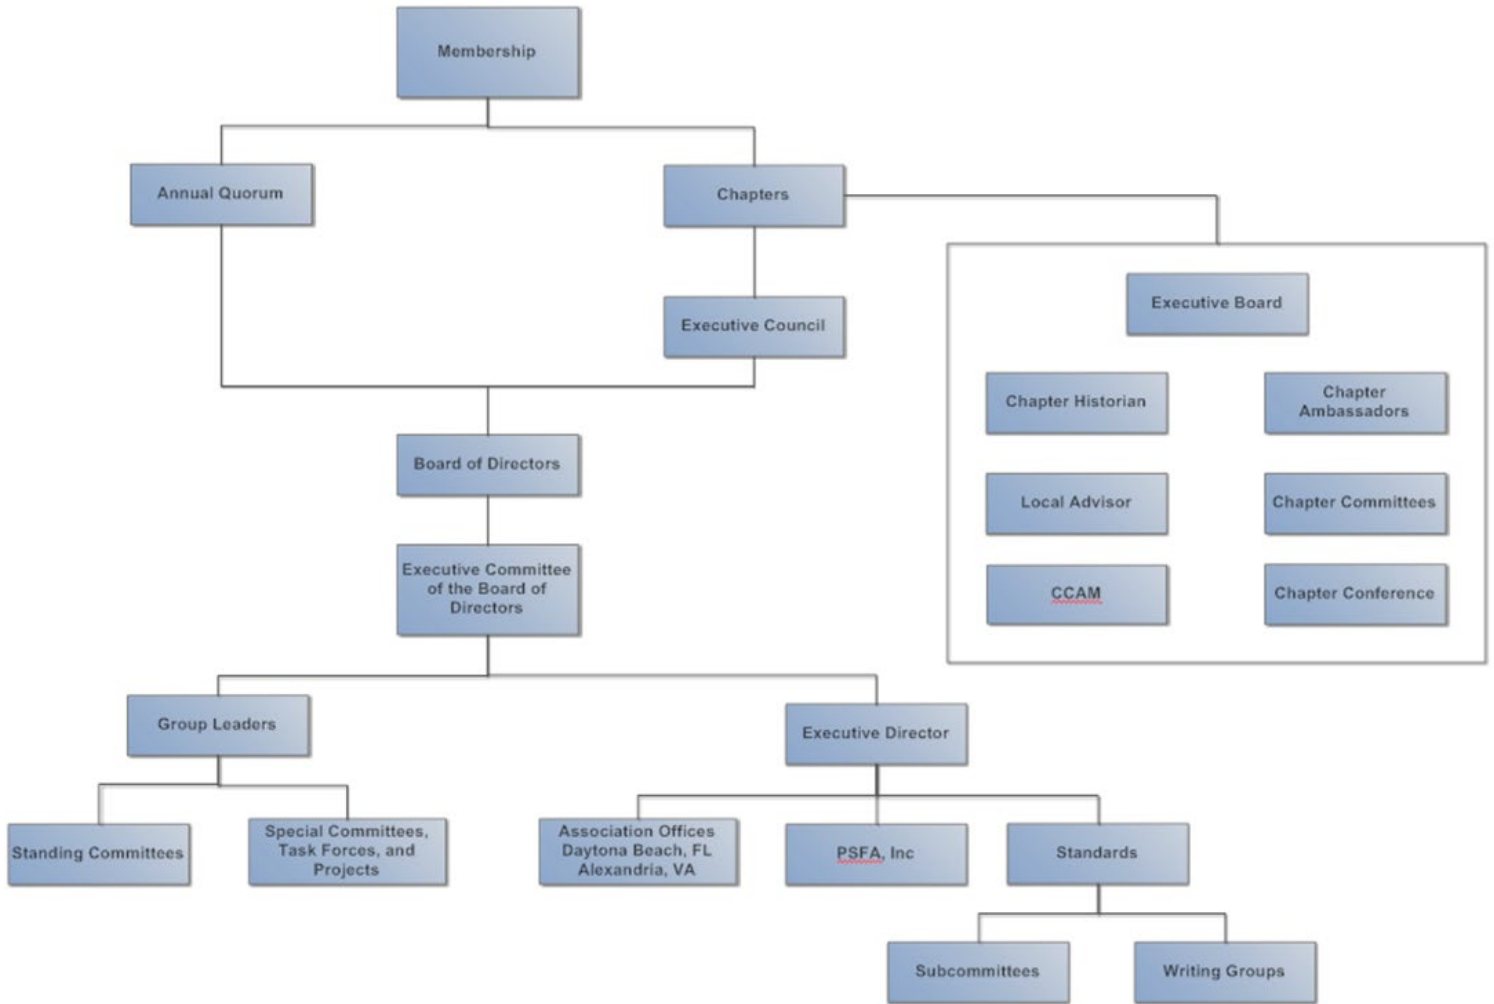 Membership
Annual Quorum
Chapters
Executive Council
Executive Board
Chapter Historian
Chapter
Ambassadors
Local Advisor
Chapter Committees
CCAM
Chapter Conference
Board of Directors
Executive Committee
of the Board of
Directors
Group Leaders
Executive Director
Standing Committees
Special Committees,
Task Forces, and
Projects
Association Offices
Daytona Beach, FL
Alexandria, VA
PSFA, Inc
Standards
Subcommittees
Writing Groups